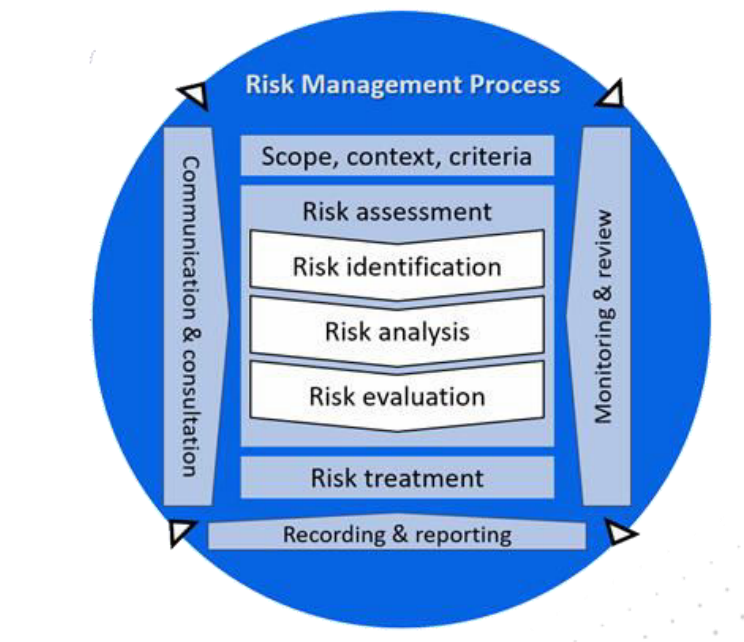 Risk Management Process
Scope, context, criteria
Communication & consultation
Risk assessment
Risk identification
Risk analysis
Risk evaluation
Monitoring & review
Risk treatment
Recording & reporting